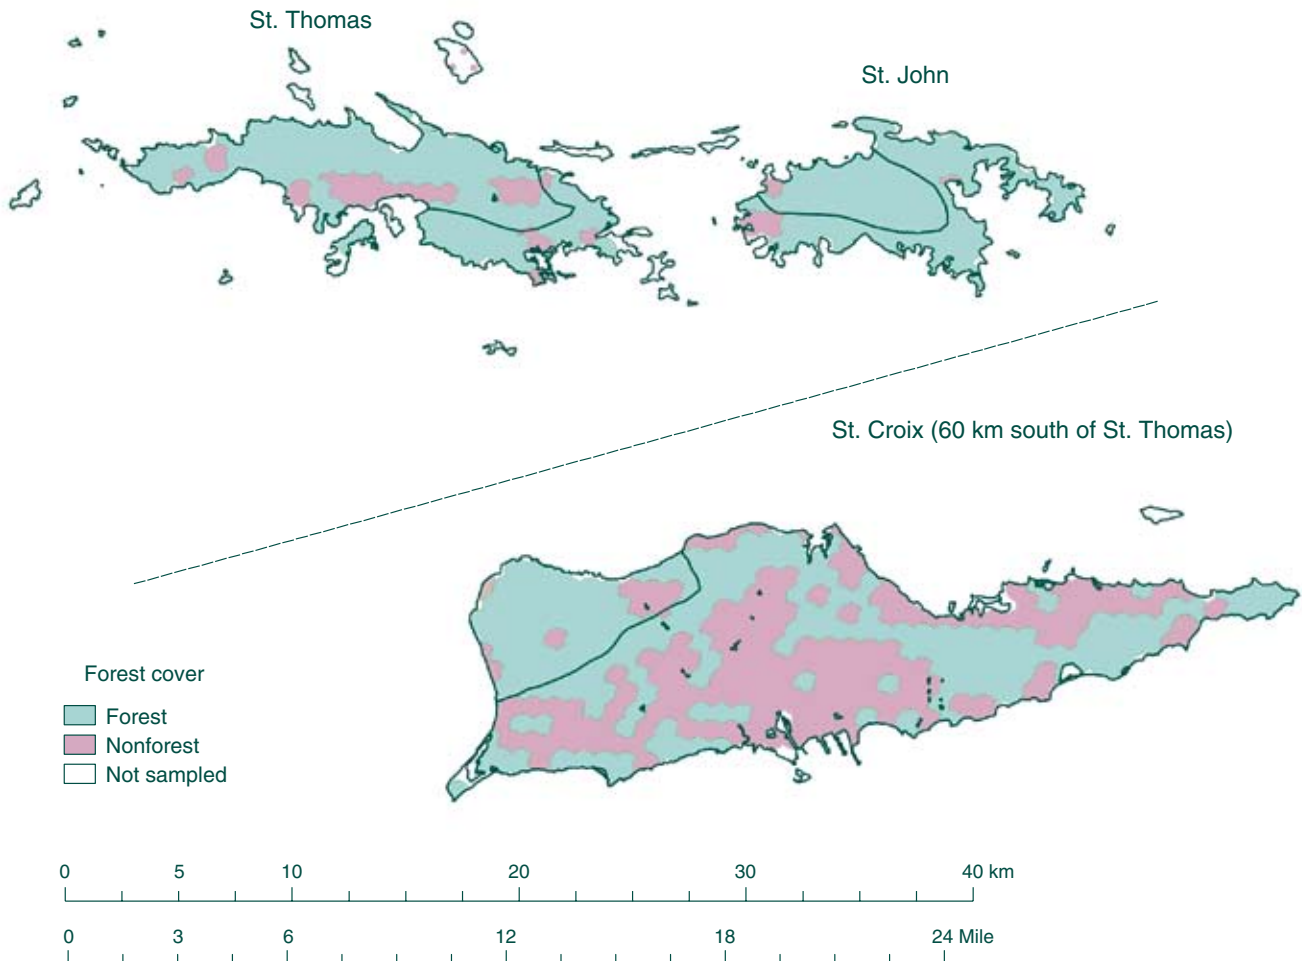 St. Thomas
St. John
St. Croix (60 km south of St. Thomas)
Forest cover
Forest
Nonforest
Not sampled
0 5 10 20 30 40 km
0 3 6 12 18 24 Mile